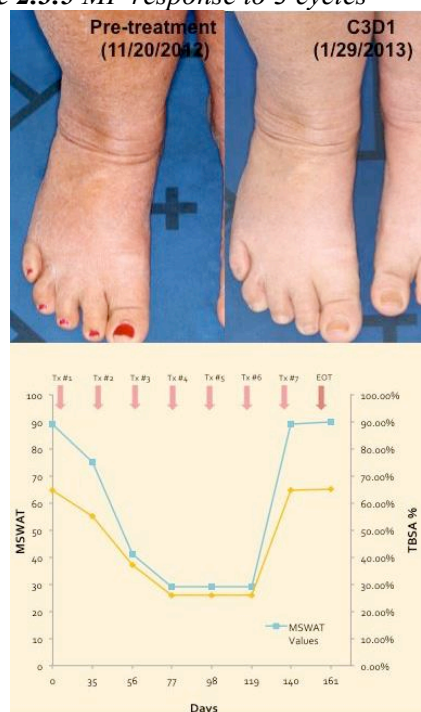 2.3.3 MF response to 3 cycles
Pre-treatment
(11/20/2012)
C3D1
(1/29/2013)
Tx #1 Tx #2 Tx #3 Tx #4 Tx #5 Tx #6 Tx #7 EOT
100 100.00%
90 90.00%
80 80.00%
70 70.00%
60 60.00%
50 50.00%
40 40.00%
30 30.00%
20 20.00%
10 10.00%
0 0.00%
MSWAT
TBSA %
MSWAT
Values
0 35 56 77 98 119 140 161
Days